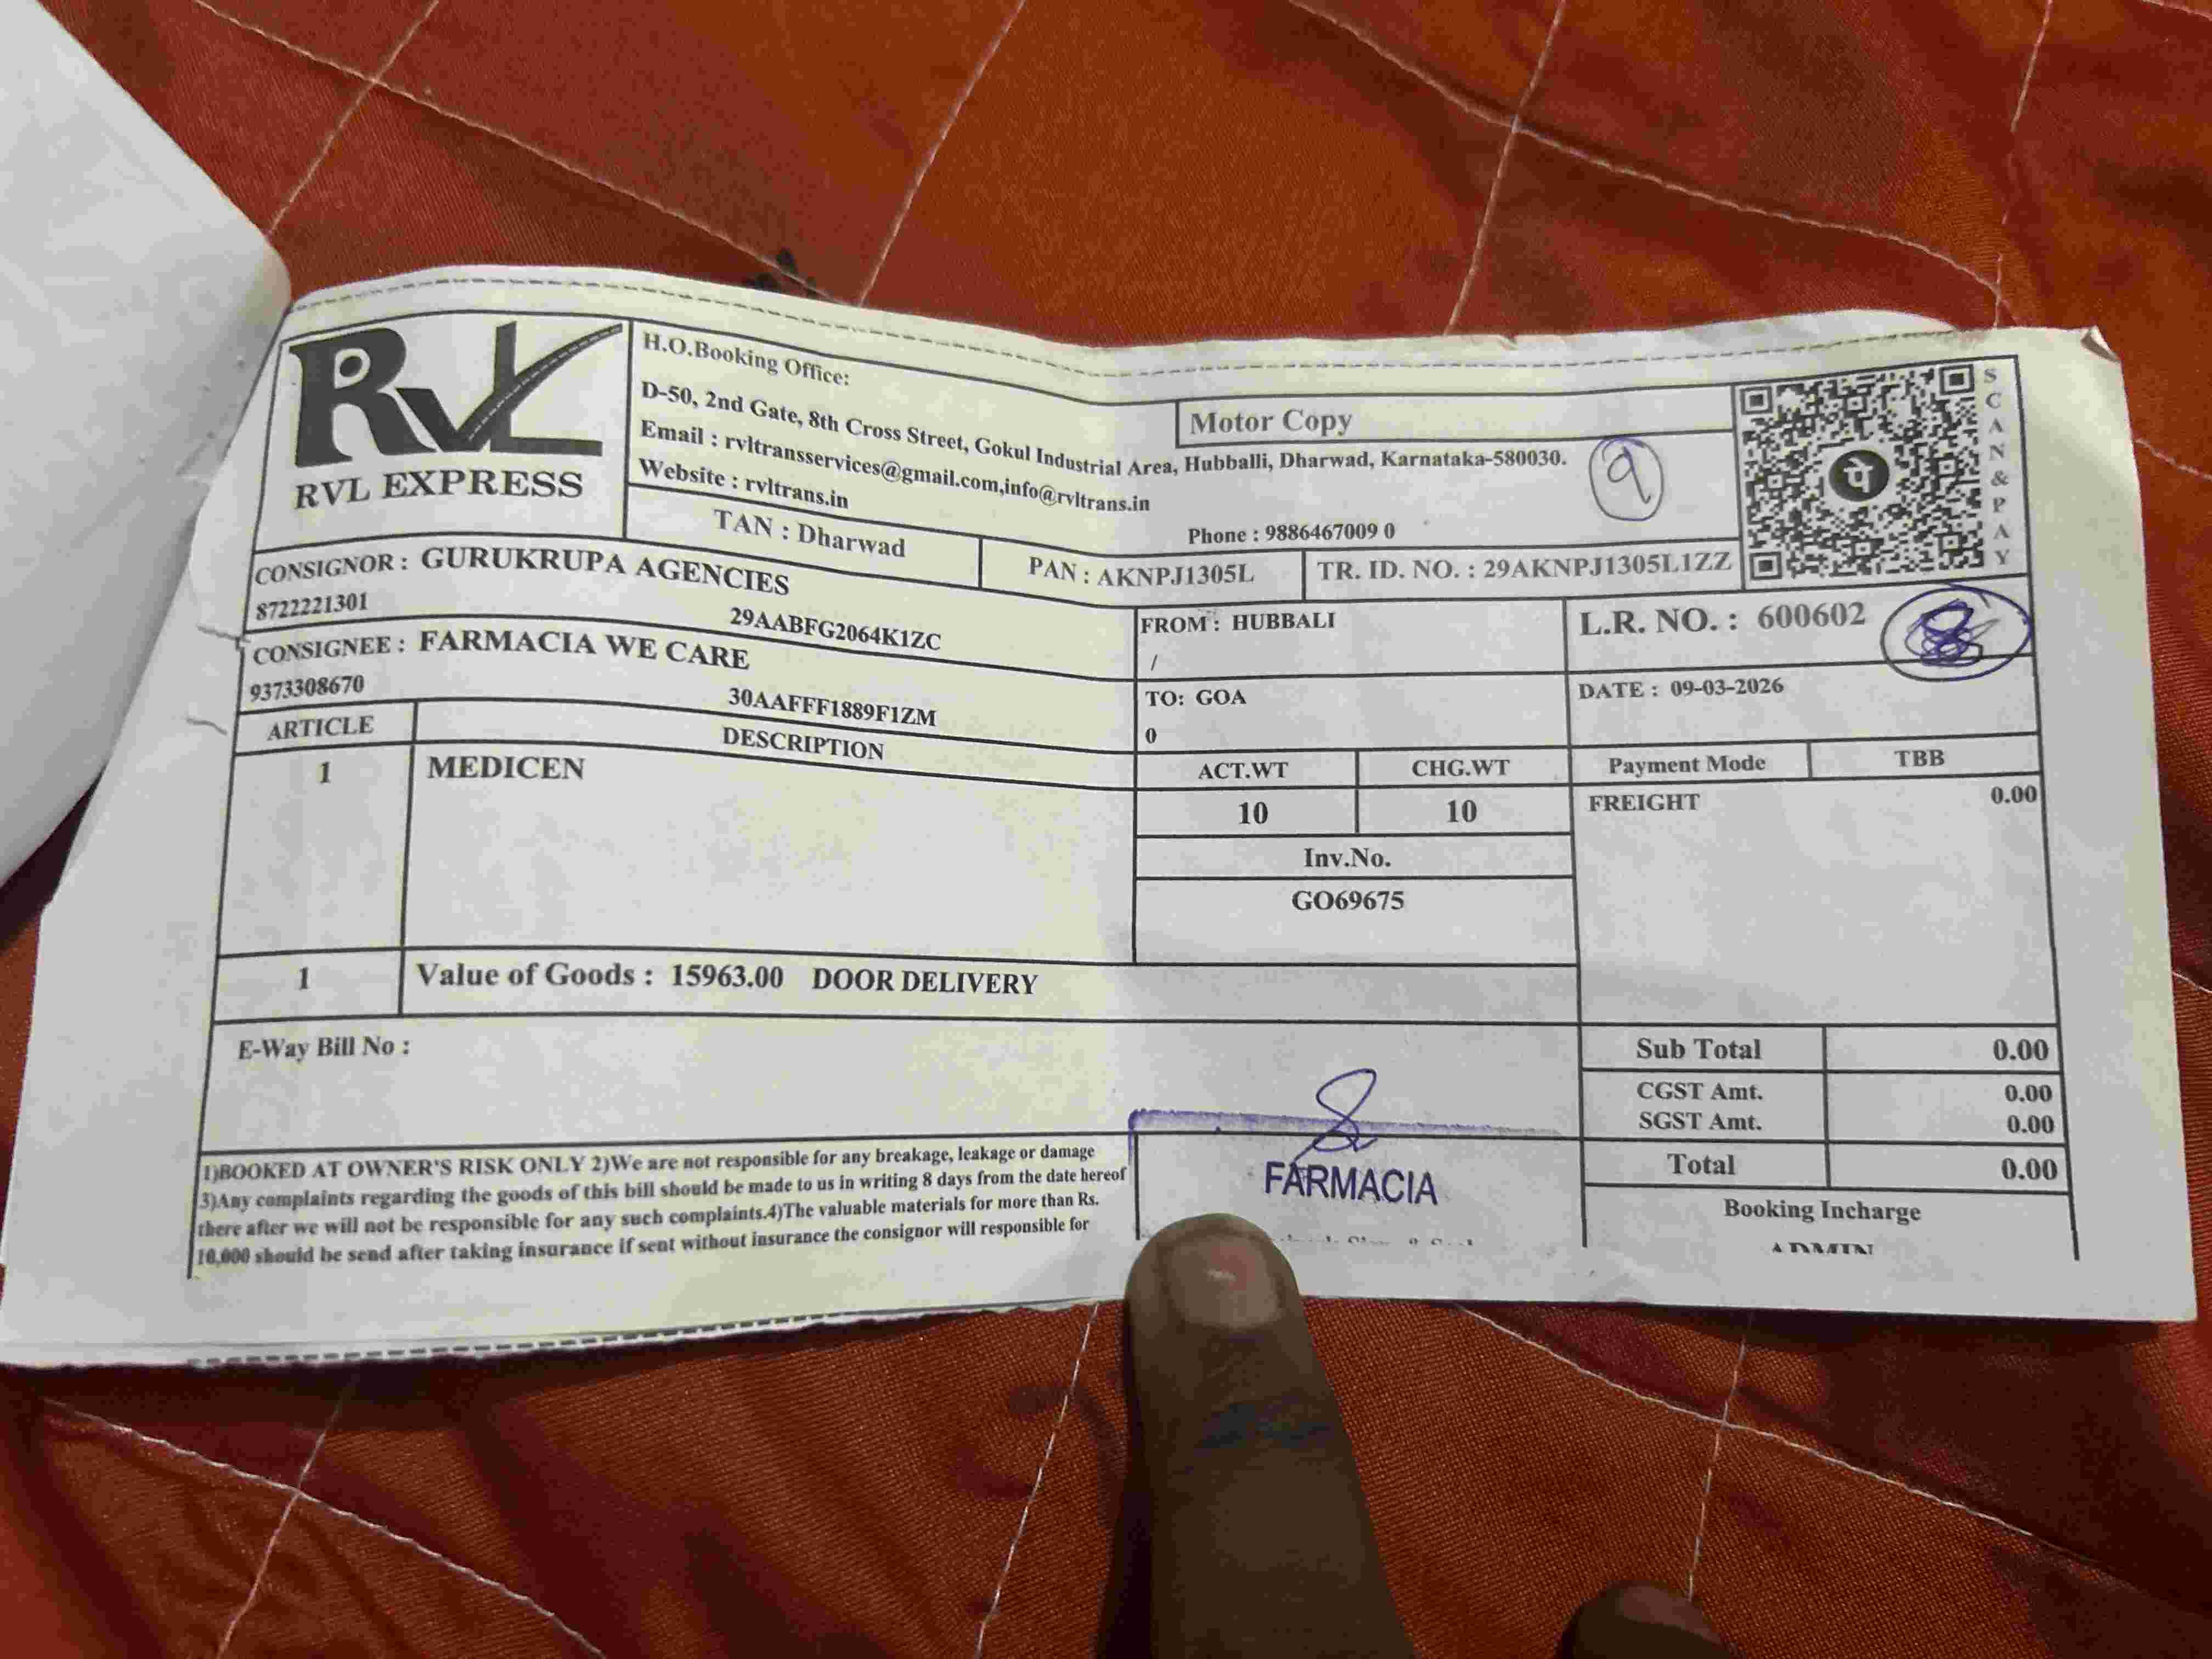 RVL
RVL EXPRESS
H.O.Booking Office:
Motor Copy
D-50, 2nd Gate, 8th Cross Street, Gokul Industrial Area, Hubballi, Dharwad, Karnataka-580030.
Email : rvltransservices@gmail.com,info@rvltrans.in
Website : rvltrans.in
Phone : 9886467009 0
9
SCAN & PAY
पे
TAN : Dharwad
PAN : AKNPJ1305L
TR. ID. NO. : 29AKNPJ1305L1ZZ
CONSIGNOR : GURUKRUPA AGENCIES
8722221301 29AABFG2064K1ZC
FROM : HUBBALI
/
L.R. NO. : 600602
CONSIGNEE : FARMACIA WE CARE
9373308670 30AAFFF1889F1ZM
TO: GOA
0
DATE : 09-03-2026
ARTICLE DESCRIPTION
ACT.WT CHG.WT
Payment Mode TBB
1 MEDICEN
10 10
FREIGHT 0.00
Inv.No.
GO69675
1 Value of Goods : 15963.00 DOOR DELIVERY
E-Way Bill No :
Sub Total 0.00
CGST Amt. 0.00
SGST Amt. 0.00
Total 0.00
Booking Incharge
ADMIN
1)BOOKED AT OWNER'S RISK ONLY 2)We are not responsible for any breakage, leakage or damage
3)Any complaints regarding the goods of this bill should be made to us in writing 8 days from the date hereof
there after we will not be responsible for any such complaints.4)The valuable materials for more than Rs.
10,000 should be send after taking insurance if sent without insurance the consignor will responsible for
FARMACIA